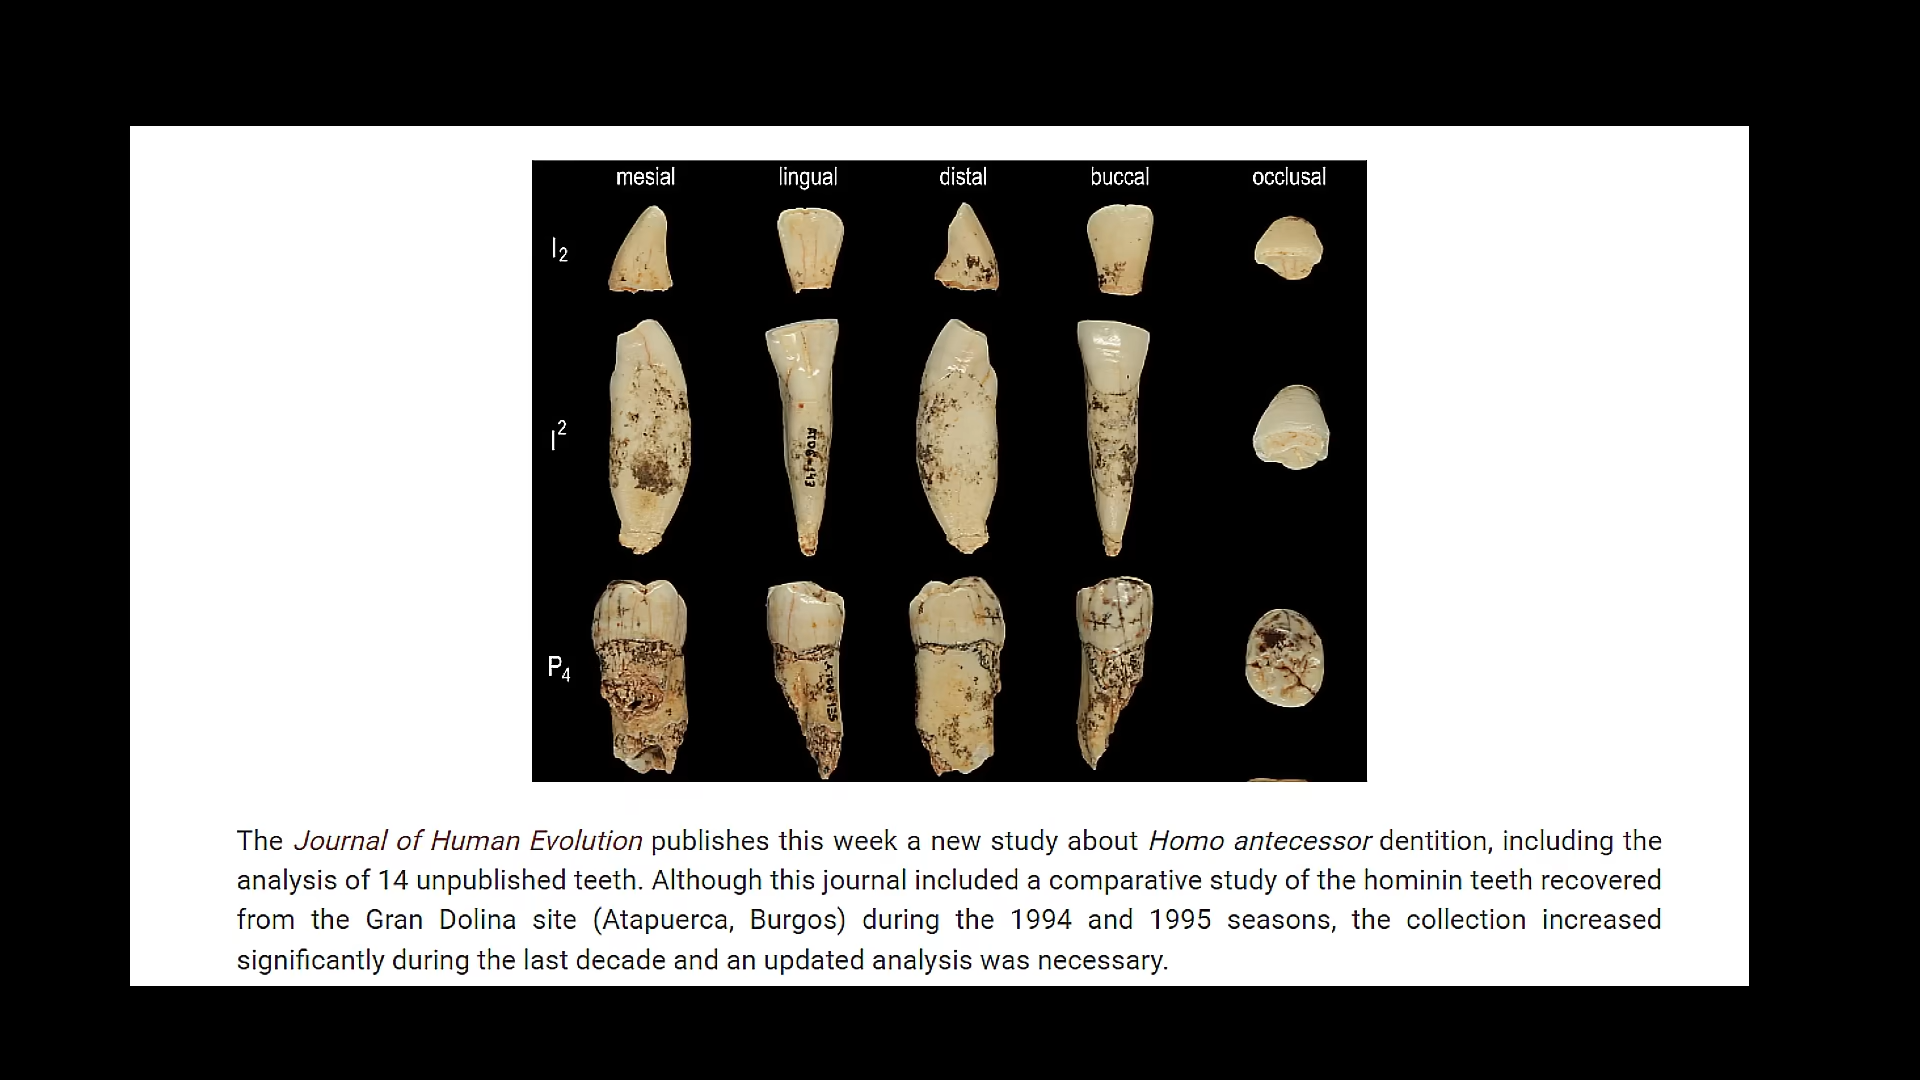 mesial lingual distal buccal occlusal
I2
I2
P4
The Journal of Human Evolution publishes this week a new study about Homo antecessor dentition, including the
analysis of 14 unpublished teeth. Although this journal included a comparative study of the hominin teeth recovered
from the Gran Dolina site (Atapuerca, Burgos) during the 1994 and 1995 seasons, the collection increased
significantly during the last decade and an updated analysis was necessary.